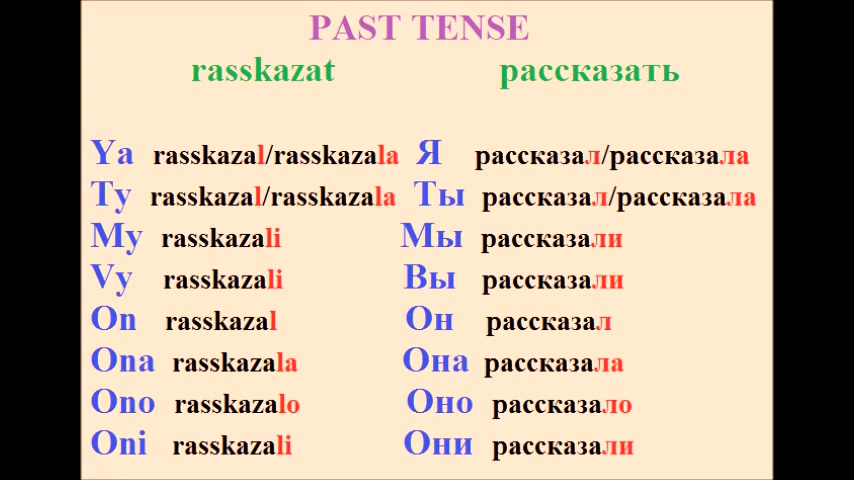 PAST TENSE
rasskazat рассказать
Ya rasskazal/rasskazala Я рассказал/рассказала
Ty rasskazal/rasskazala Ты рассказал/рассказала
My rasskazali Мы рассказали
Vy rasskazali Вы рассказали
On rasskazal Он рассказал
Ona rasskazala Она рассказала
Ono rasskazalo Оно рассказало
Oni rasskazali Они рассказали